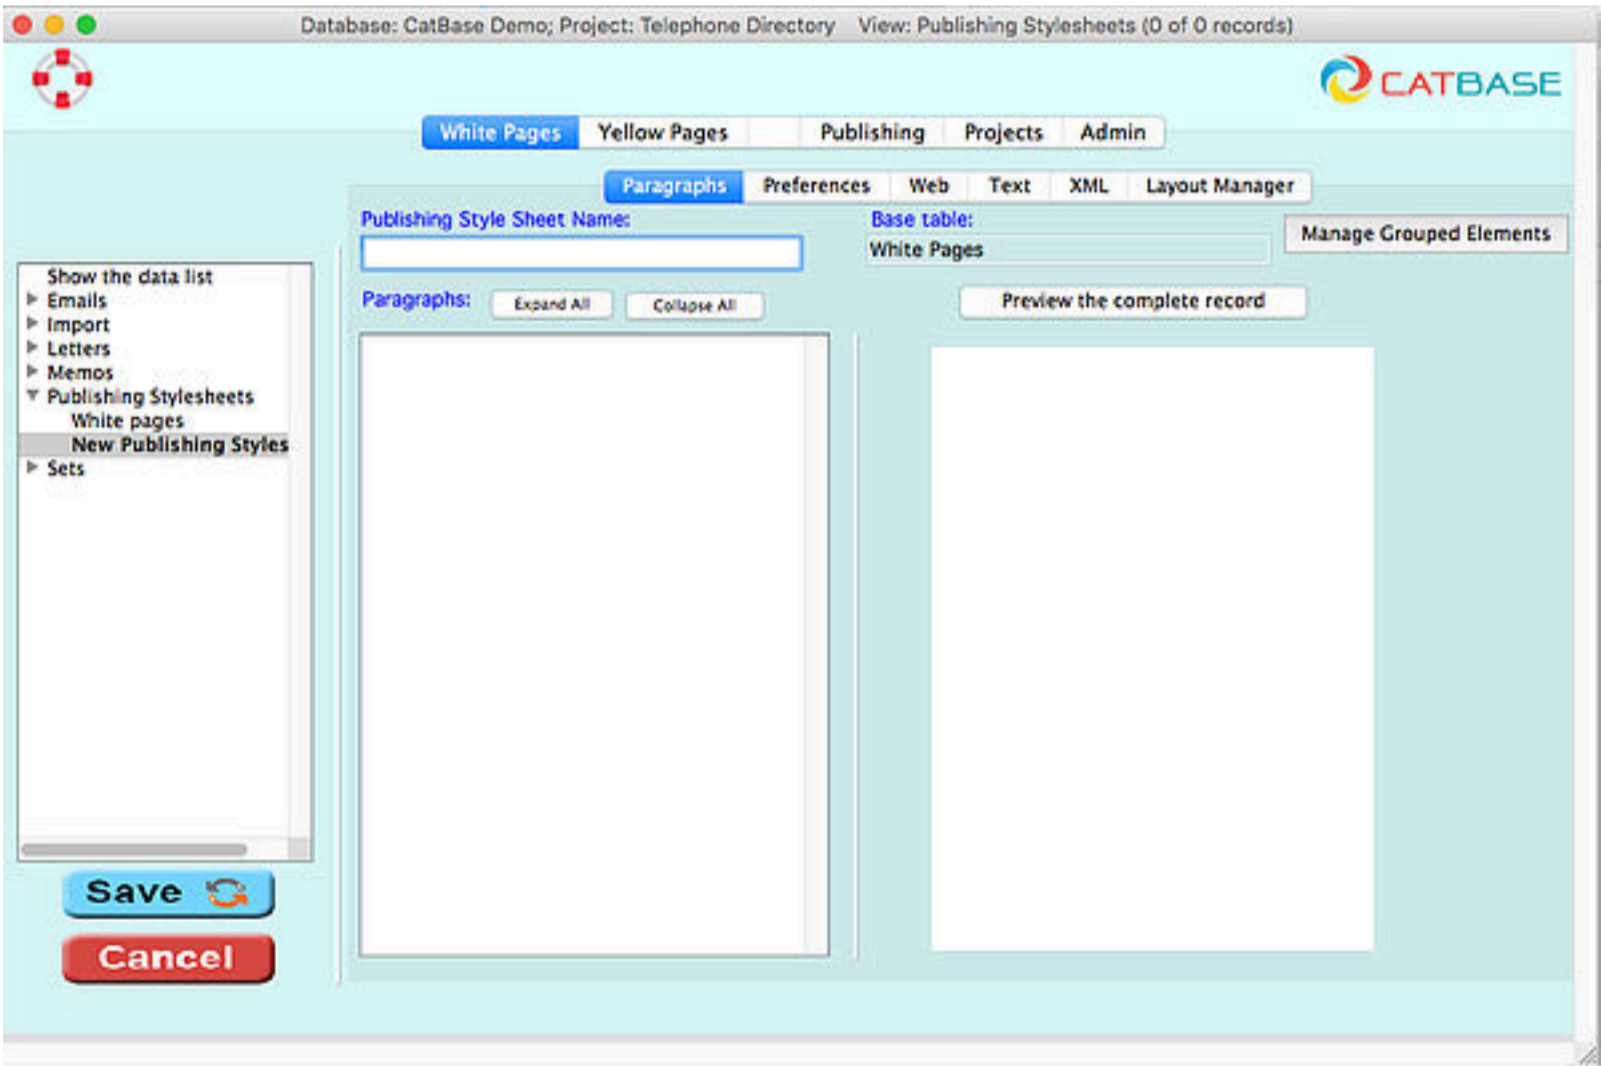 Database: CatBase Demo; Project: Telephone Directory View: Publishing Stylesheets (0 of 0 records)
CATBASE
White Pages Yellow Pages Publishing Projects Admin
Paragraphs Preferences Web Text XML Layout Manager
Publishing Style Sheet Name:
Base table:
White Pages
Manage Grouped Elements
Paragraphs: Expand All Collapse All
Preview the complete record
Show the data list
Emails
Import
Letters
Memos
Publishing Stylesheets
White pages
New Publishing Styles
Sets
Save
Cancel